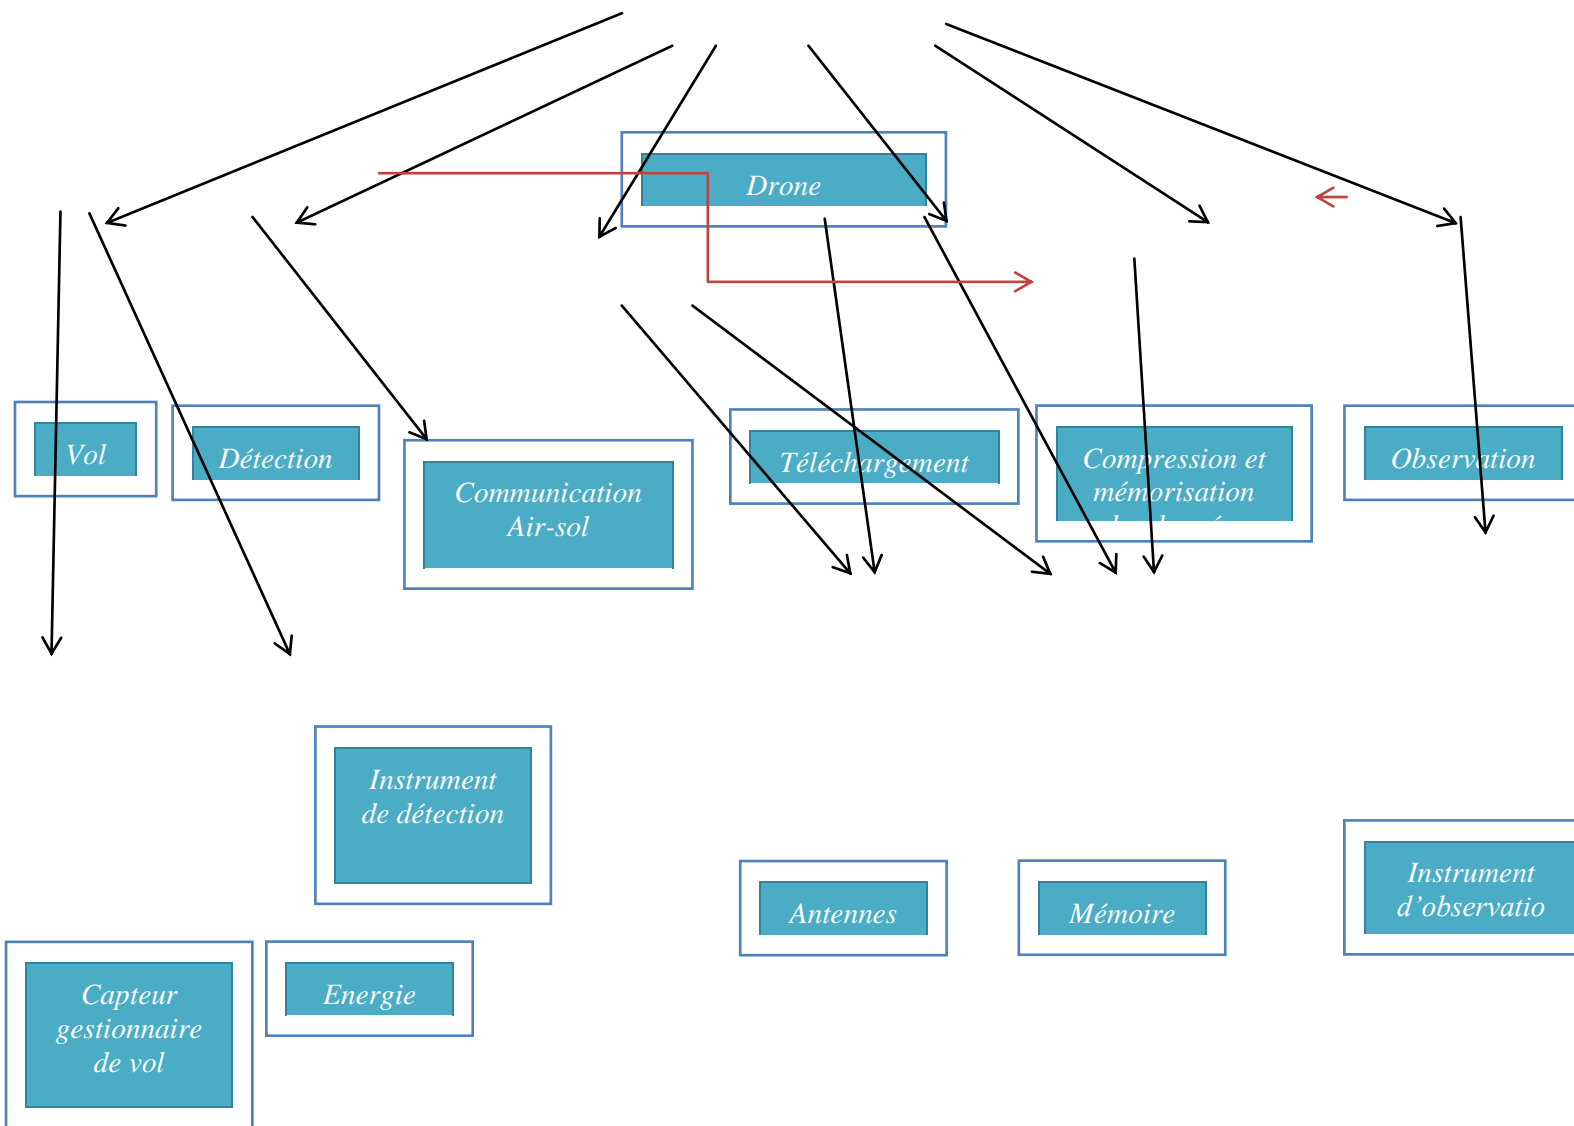 Drone
Vol
Détection
Communication
Air-sol
Téléchargement
Compression et
mémorisation
Observation
Instrument
de détection
Antennes
Mémoire
Instrument
d’observatio
Capteur
gestionnaire
de vol
Energie